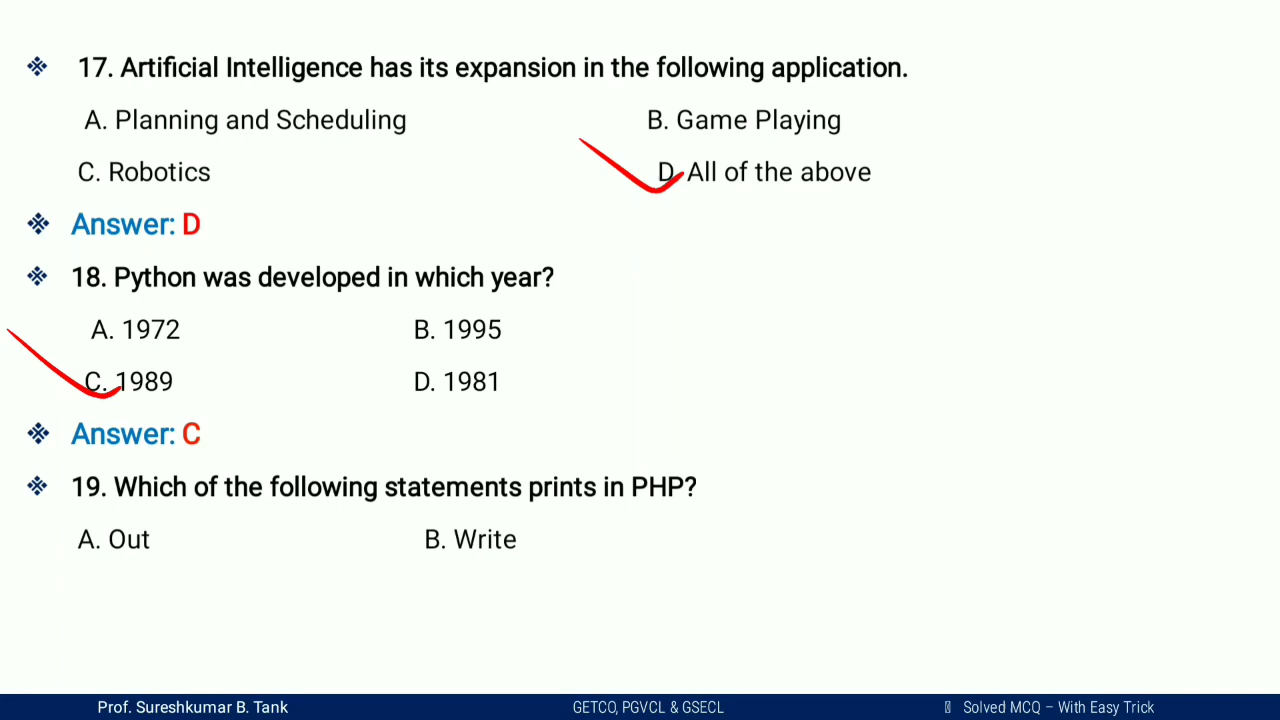 ❖ 17. Artificial Intelligence has its expansion in the following application.
A. Planning and Scheduling B. Game Playing
C. Robotics D. All of the above
❖ Answer: D
❖ 18. Python was developed in which year?
A. 1972 B. 1995
C. 1989 D. 1981
❖ Answer: C
❖ 19. Which of the following statements prints in PHP?
A. Out B. Write
Prof. Sureshkumar B. Tank GETCO, PGVCL & GSECL Solved MCQ – With Easy Trick